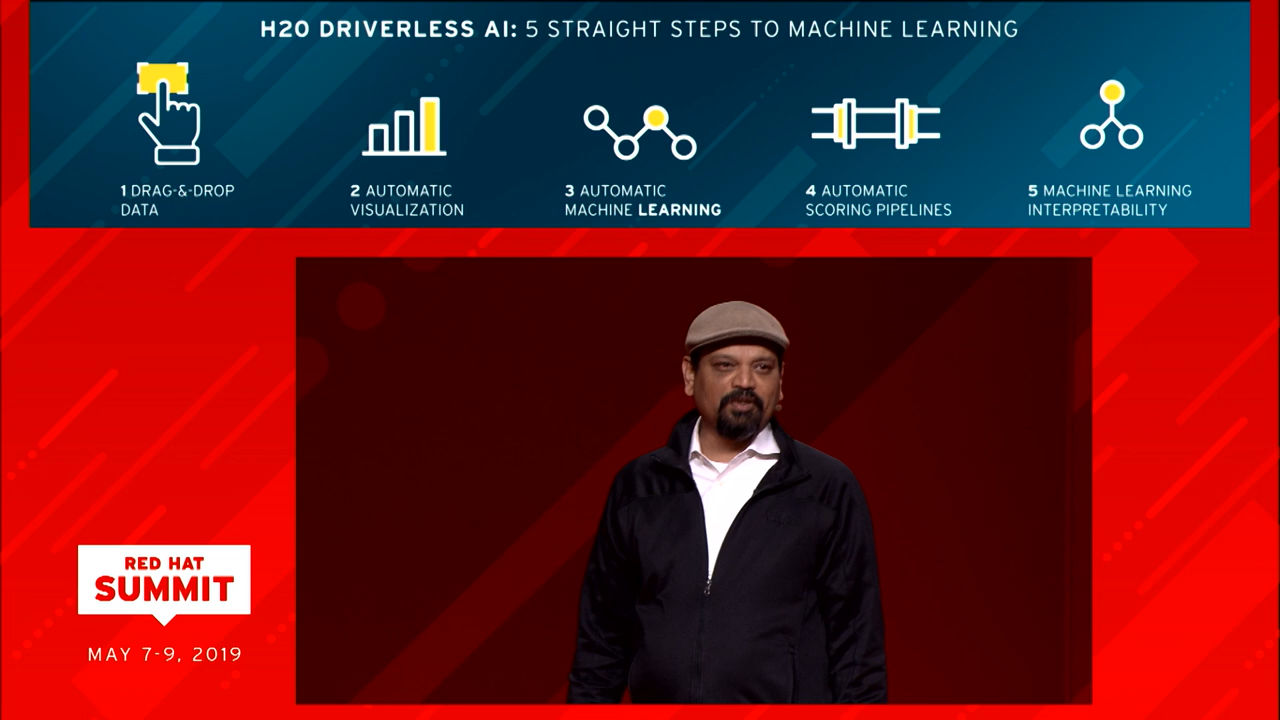 H2O DRIVERLESS AI: 5 STRAIGHT STEPS TO MACHINE LEARNING
1 DRAG-&-DROP
DATA
2 AUTOMATIC
VISUALIZATION
3 AUTOMATIC
MACHINE LEARNING
4 AUTOMATIC
SCORING PIPELINES
5 MACHINE LEARNING
INTERPRETABILITY
RED HAT
SUMMIT
MAY 7-9, 2019